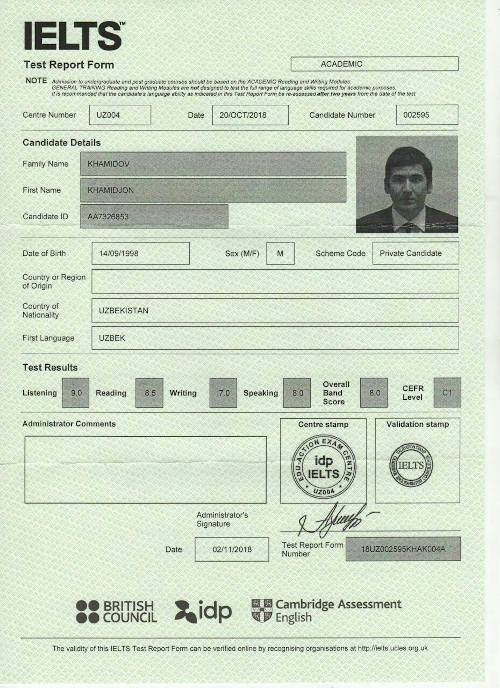 IELTS™
Test Report Form
ACADEMIC
NOTE Admission to undergraduate and post graduate courses should be based on the ACADEMIC Reading and Writing Modules.
GENERAL TRAINING Reading and Writing Modules are not designed to test the full range of language skills required for academic purposes.
It is recommended that the candidate's language ability as indicated in this Test Report Form be re-assessed after two years from the date of the test
Centre Number UZ004 Date 20/OCT/2018 Candidate Number 002595
Candidate Details
Family Name KHAMIDOV
First Name KHAMIDJON
Candidate ID AA7326853
Date of Birth 14/09/1998 Sex (M/F) M Scheme Code Private Candidate
Country or Region
of Origin
Country of
Nationality UZBEKISTAN
First Language UZBEK
Test Results
Listening 9.0 Reading 8.5 Writing 7.0 Speaking 8.0 Overall Band Score 8.0 CEFR Level C1
Administrator Comments
Centre stamp
Validation stamp
EDU-ACTION EXAM CENTRE
idp
IELTS
UZ004
IELTS
Administrator's
Signature
Date 02/11/2018
Test Report Form
Number 18UZ002595KHAK004A
BRITISH
COUNCIL
idp
Cambridge Assessment
English
The validity of this IELTS Test Report Form can be verified online by recognising organisations at http://ielts.ucles.org.uk